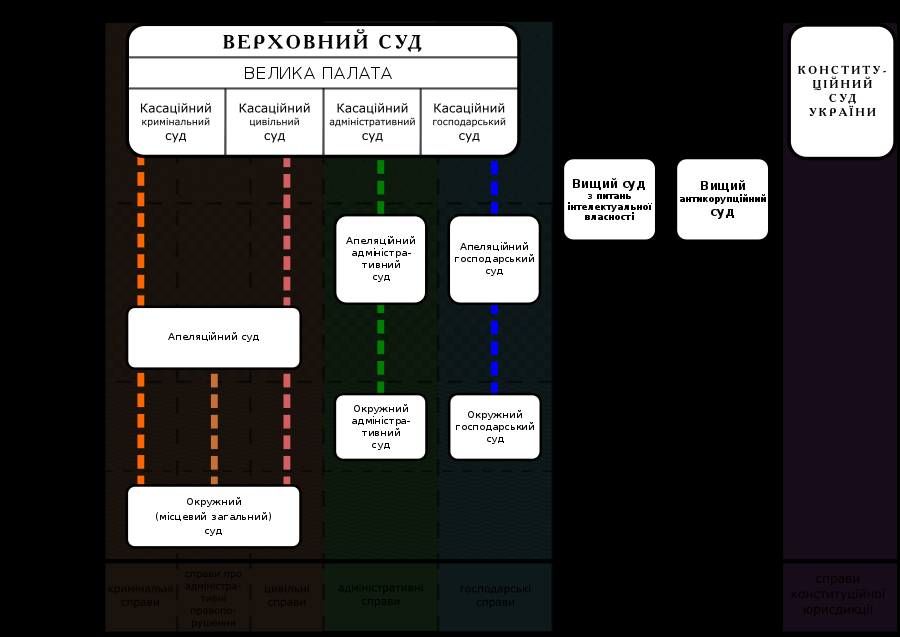 ВЕРХОВНИЙ СУД
ВЕЛИКА ПАЛАТА
Касаційний
кримінальний
суд
Касаційний
цивільний
суд
Касаційний
адміністративний
суд
Касаційний
господарський
суд
КОНСТИТУ-
ЦІЙНИЙ
СУД
УКРАЇНИ
Вищий суд
з питань
інтелектуальної
власності
Вищий
антикорупційний
суд
Апеляційний
адміністра-
тивний
суд
Апеляційний
господарський
суд
Апеляційний суд
Окружний
адміністра-
тивний
суд
Окружний
господарський
суд
Окружний
(місцевий загальний)
суд
кримінальні
справи
справи про
адміністра-
тивні
правопо-
рушення
цивільні
справи
адміністративні
справи
господарські
справи
справи
конституційної
юрисдикції